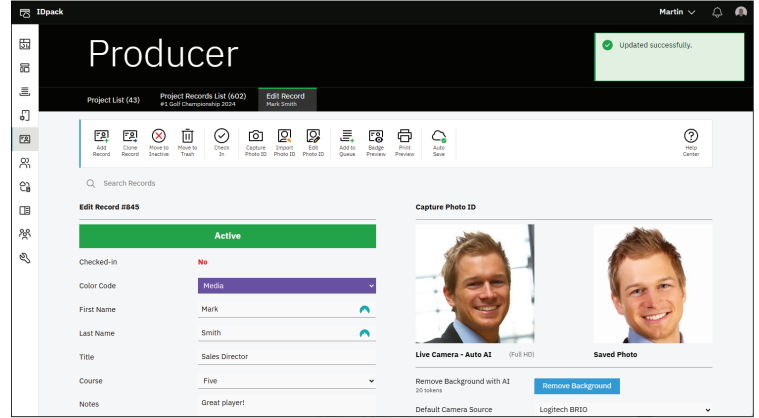 IDpack
Martin
Producer
Updated successfully.
Project List (43)
Project Records List (602)
#1 Golf Championship 2024
Edit Record
Mark Smith
Add Record
Clone Record
Move to Inactive
Move to Trash
Check In
Capture Photo ID
Import Photo ID
Edit Photo ID
Add to Queue
Badge Preview
Print Preview
Auto Save
Help Center
Search Records
Edit Record #845
Capture Photo ID
Active
Checked-in No
Color Code Media
First Name Mark
Last Name Smith
Title Sales Director
Course Five
Notes Great player!
Live Camera - Auto AI (Full HD)
Saved Photo
Remove Background with AI
20 tokens
Remove Background
Default Camera Source Logitech BRIO